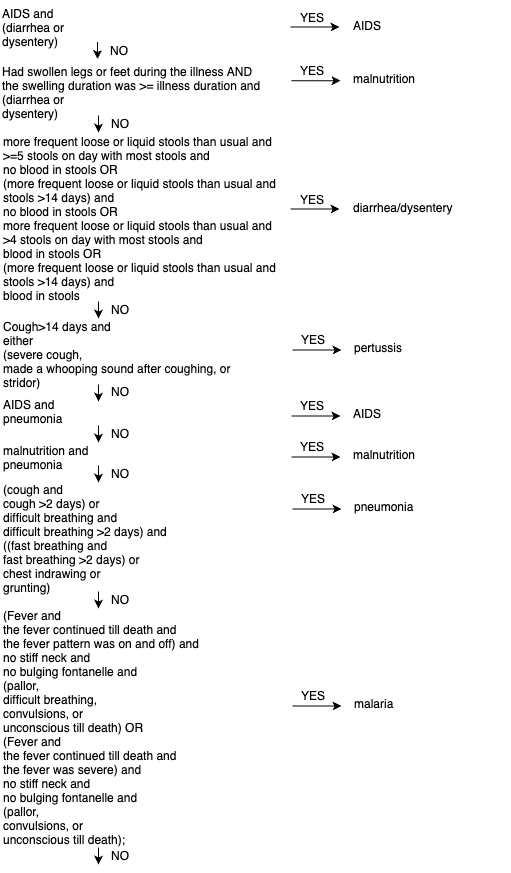 AIDS and
(diarrhea or
dysentery)
YES
AIDS
NO
Had swollen legs or feet during the illness AND
the swelling duration was >= illness duration and
(diarrhea or
dysentery)
YES
malnutrition
NO
more frequent loose or liquid stools than usual and
>=5 stools on day with most stools and
no blood in stools OR
(more frequent loose or liquid stools than usual and
stools >14 days) and
no blood in stools OR
more frequent loose or liquid stools than usual and
>4 stools on day with most stools and
blood in stools OR
(more frequent loose or liquid stools than usual and
stools >14 days) and
blood in stools
YES
diarrhea/dysentery
NO
Cough>14 days and
either
(severe cough,
made a whooping sound after coughing, or
stridor)
YES
pertussis
NO
AIDS and
pneumonia
YES
AIDS
NO
malnutrition and
pneumonia
YES
malnutrition
NO
(cough and
cough >2 days) or
difficult breathing and
difficult breathing >2 days) and
((fast breathing and
fast breathing >2 days) or
chest indrawing or
grunting)
YES
pneumonia
NO
(Fever and
the fever continued till death and
the fever pattern was on and off) and
no stiff neck and
no bulging fontanelle and
(pallor,
difficult breathing,
convulsions, or
unconscious till death) OR
(Fever and
the fever continued till death and
the fever was severe) and
no stiff neck and
no bulging fontanelle and
(pallor,
convulsions, or
unconscious till death);
YES
malaria
NO